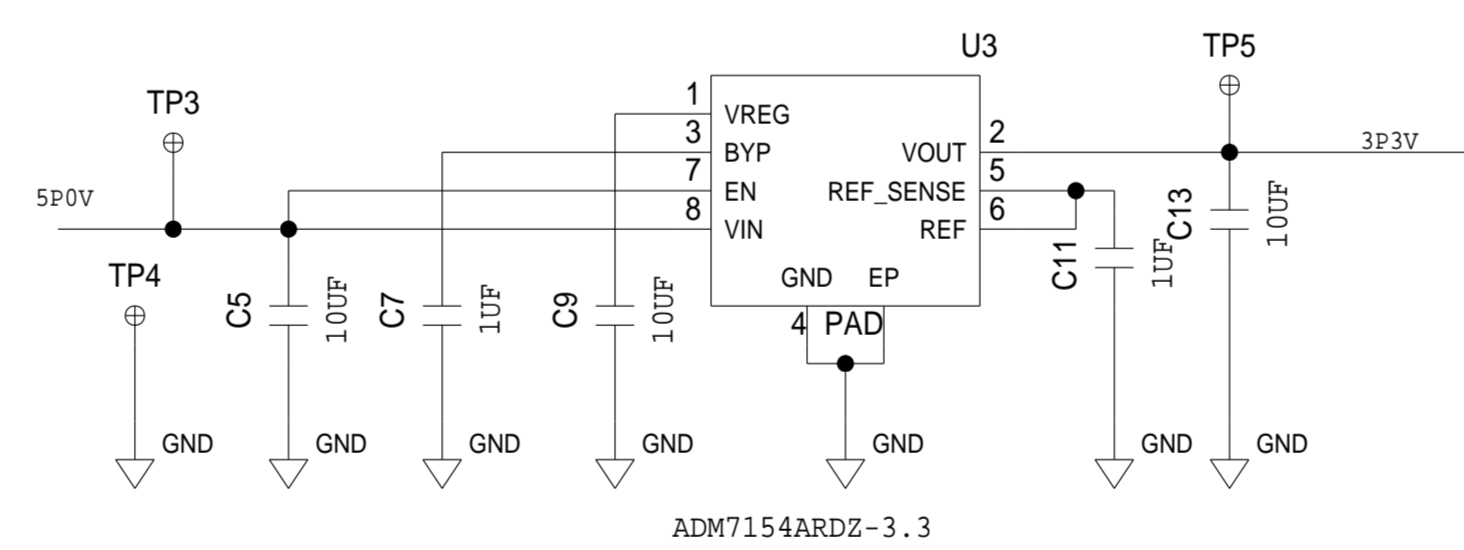 U3
TP5
TP3
1
VREG
3
BYP
VOUT
2
3P3V
7
EN
REF_SENSE
5
5P0V
8
VIN
REF
6
C13
10UF
TP4
C11
1UF
GND
EP
C5
10UF
C7
1UF
C9
10UF
4
PAD
GND
GND
GND
GND
GND
GND
GND
ADM7154ARDZ-3.3